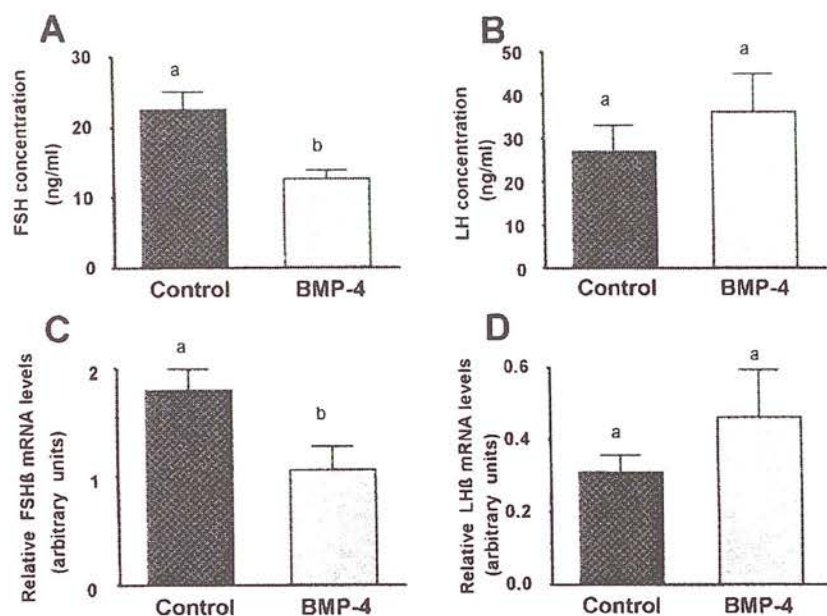 A
FSH concentration
(ng/ml)
30
20
10
0
a
b
Control BMP-4
B
LH concentration
(ng/ml)
50
40
30
20
10
0
a
a
Control BMP-4
C
Relative FSHß mRNA levels
(arbitrary units)
2
1
0
a
b
Control BMP-4
D
Relative LHß mRNA levels
(arbitrary units)
0.6
0.4
0.2
0.0
a
a
Control BMP-4